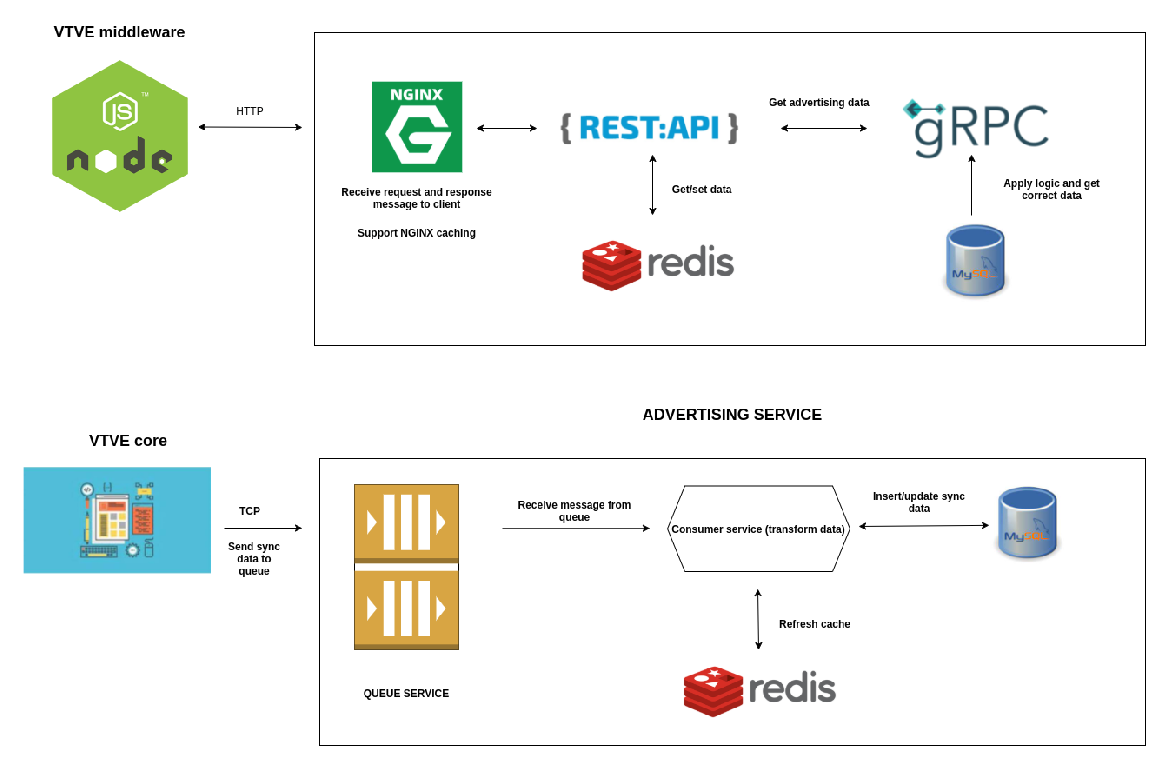 VTVE middleware
JS
TM
node
HTTP
NGINX
G
Receive request and response
message to client
Support NGINX caching
{ REST:API }
Get advertising data
gRPC
Get/set data
redis
Apply logic and get
correct data
MySQL
ADVERTISING SERVICE
VTVE core
TCP
Send sync
data to
queue
QUEUE SERVICE
Receive message from
queue
Consumer service (transform data)
Insert/update sync
data
MySQL
Refresh cache
redis